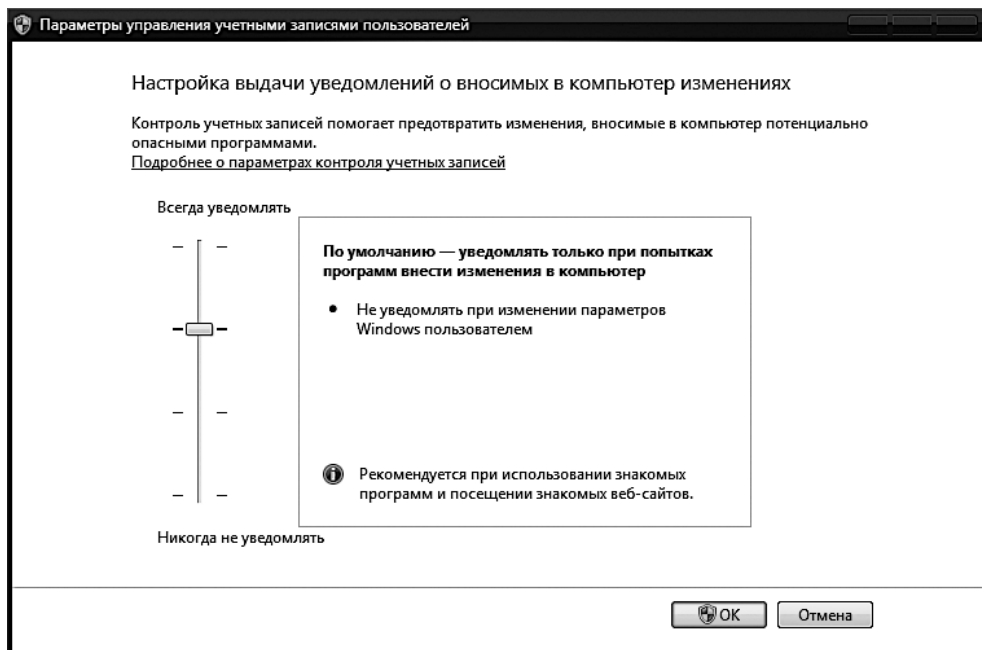 Параметры управления учетными записями пользователей
Настройка выдачи уведомлений о вносимых в компьютер изменениях
Контроль учетных записей помогает предотвратить изменения, вносимые в компьютер потенциально
опасными программами.
Подробнее о параметрах контроля учетных записей
Всегда уведомлять
По умолчанию — уведомлять только при попытках
программ внести изменения в компьютер
• Не уведомлять при изменении параметров
Windows пользователем
Рекомендуется при использовании знакомых
программ и посещении знакомых веб-сайтов.
Никогда не уведомлять
OK
Отмена